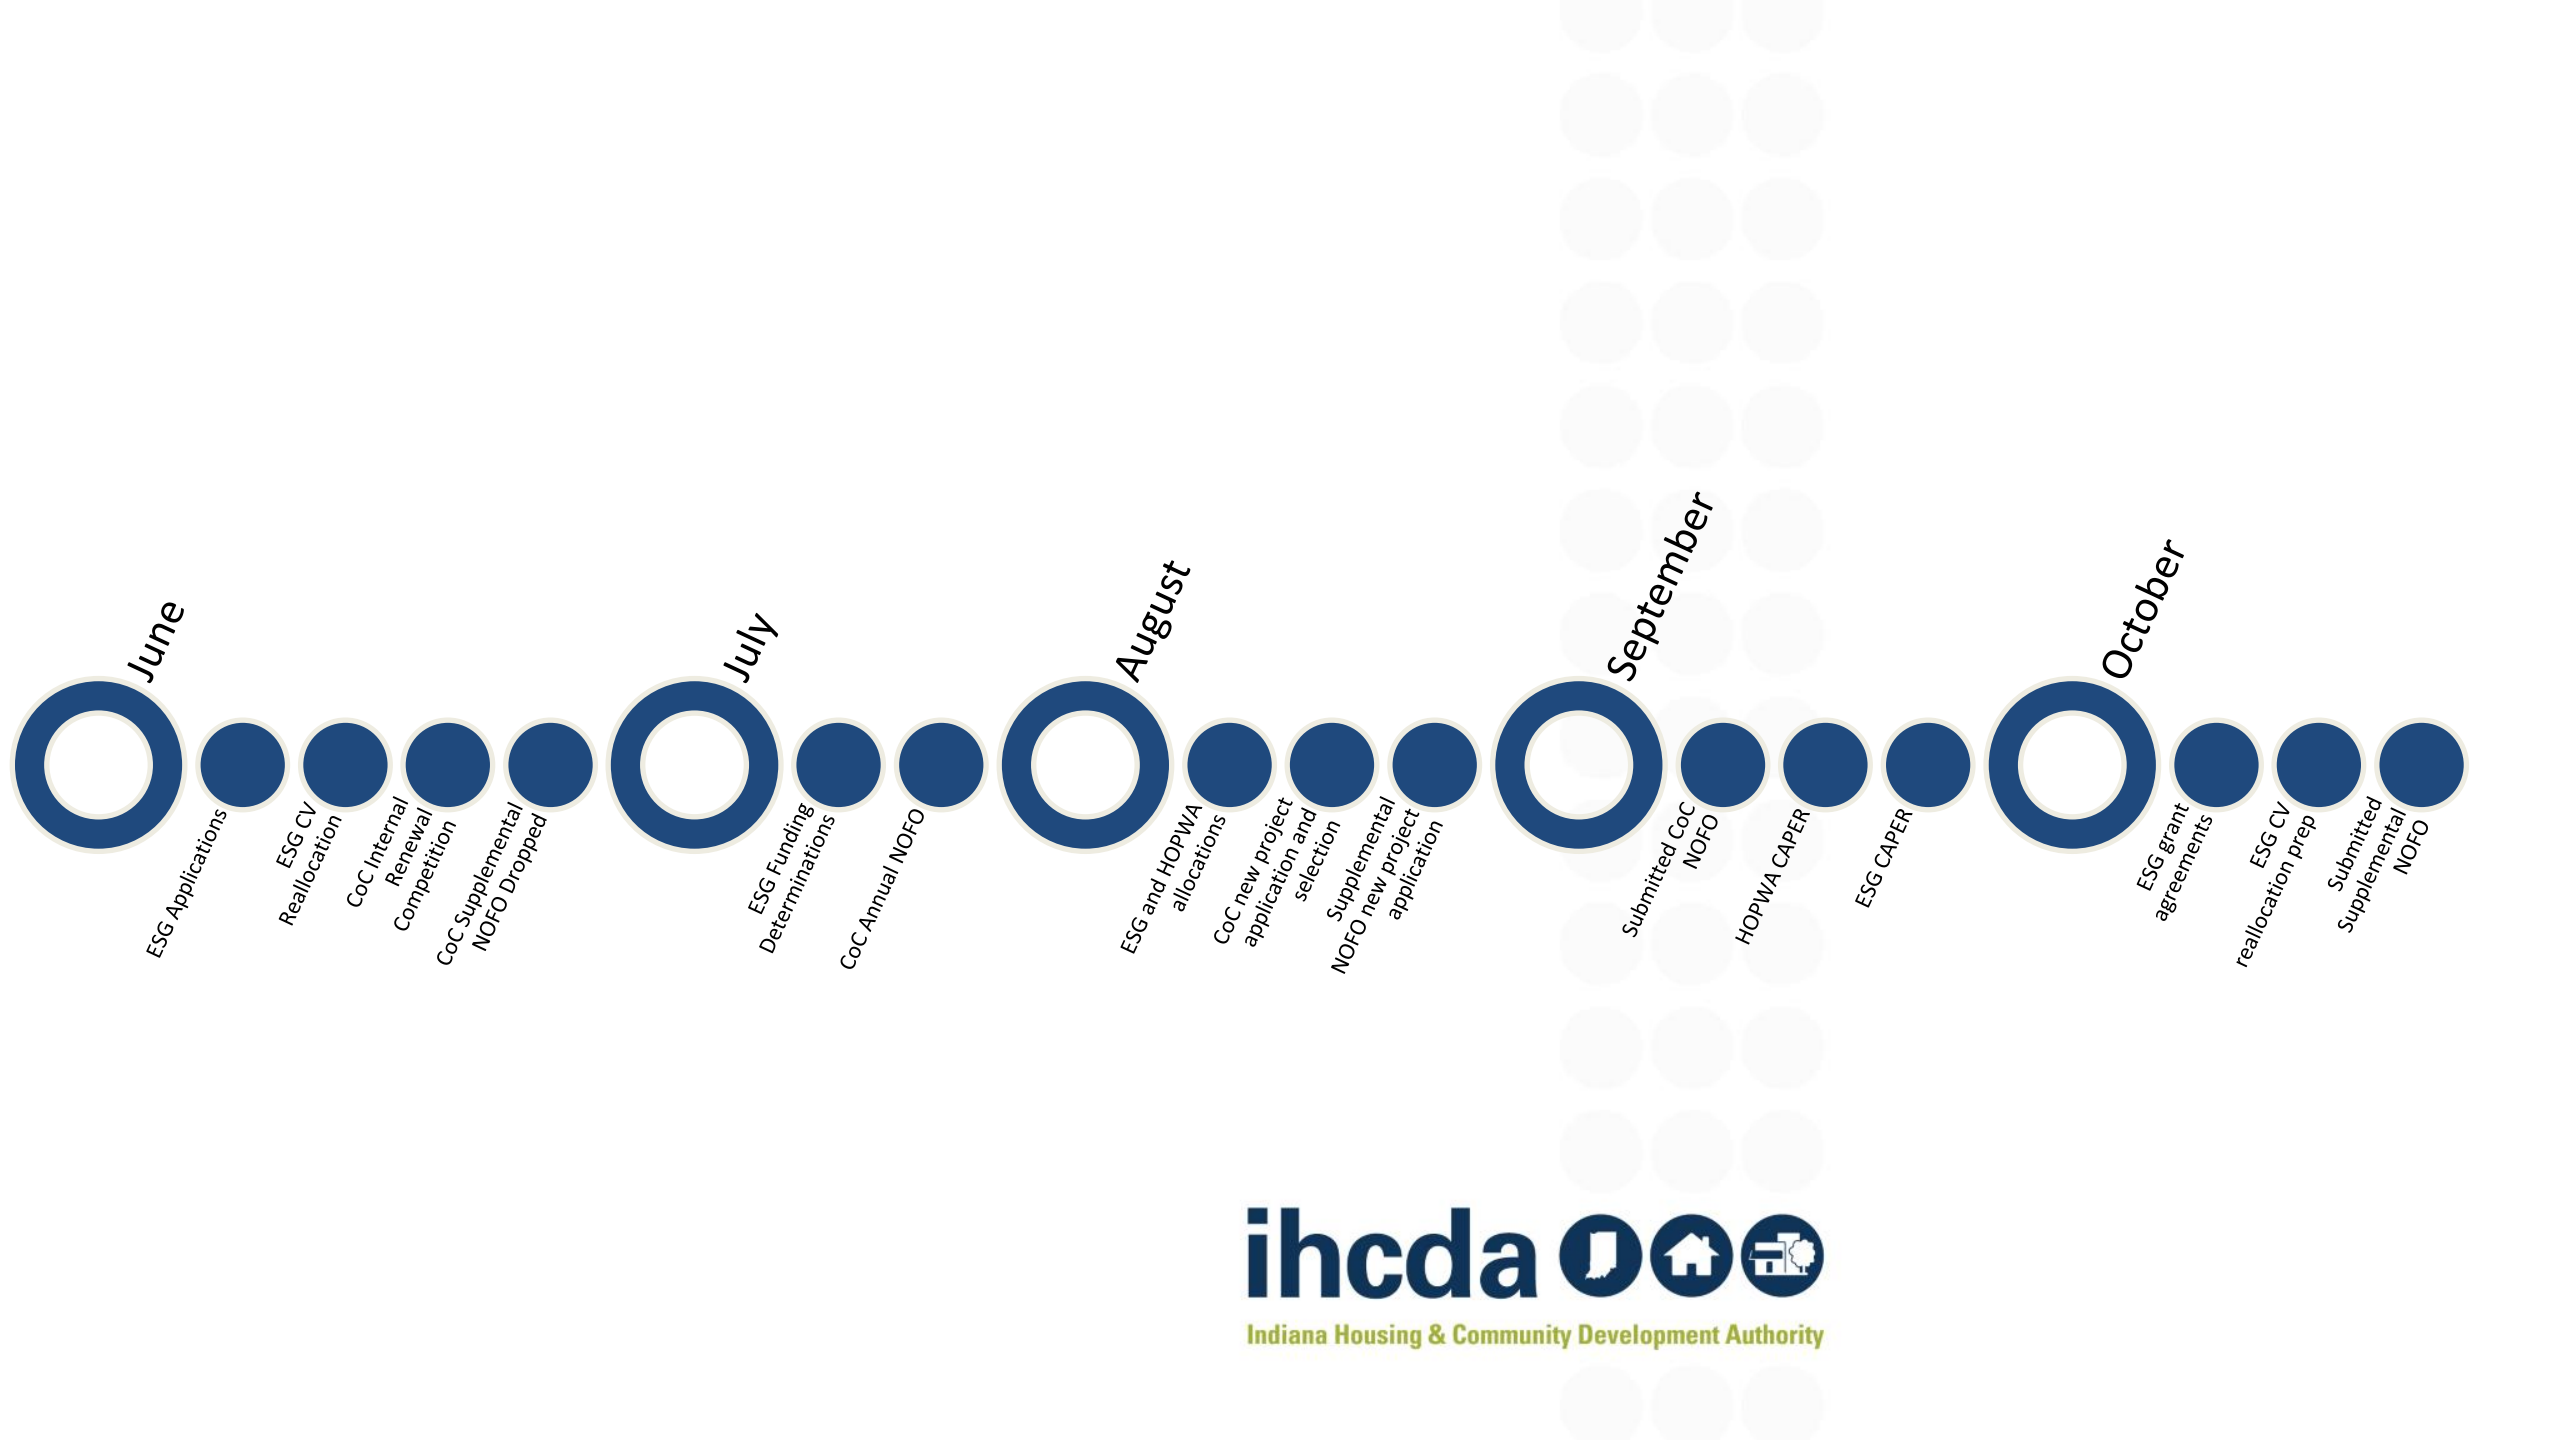 June
ESG Applications
ESG CV
Reallocation
CoC Internal
Renewal
Competition
CoC Supplemental
NOFO Dropped
July
ESG Funding
Determinations
CoC Annual NOFO
August
ESG and HOPWA
allocations
CoC new project
application and
selection
Supplemental
NOFO new project
application
September
Submitted CoC
NOFO
HOPWA CAPER
ESG CAPER
October
ESG grant
agreements
ESG CV
reallocation prep
Submitted
Supplemental
NOFO
ihcda
Indiana Housing & Community Development Authority